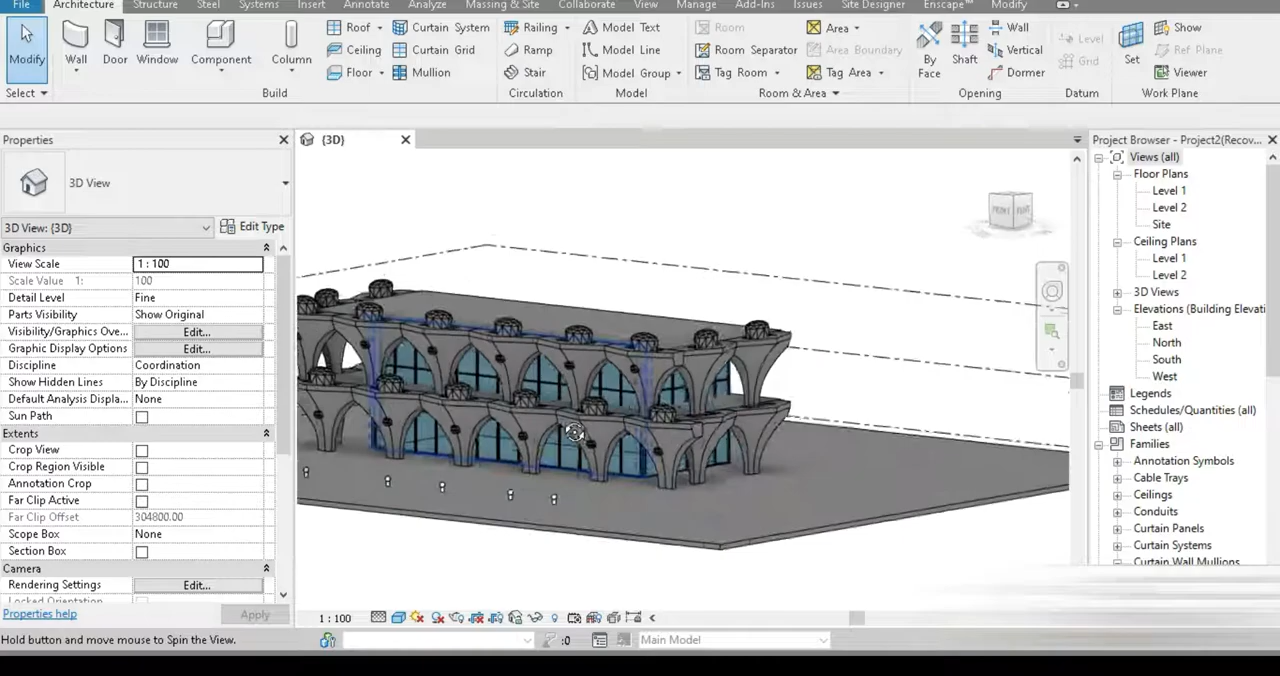 File Architecture Structure Steel Systems Insert Annotate Analyze Massing & Site Collaborate View Manage Add-Ins Issues Site Designer Enscape™ Modify
Modify
Select
Wall
Door
Window
Component
Column
Roof
Ceiling
Floor
Curtain System
Curtain Grid
Mullion
Build
Railing
Ramp
Stair
Circulation
Model Text
Model Line
Model Group
Model
Room
Room Separator
Tag Room
Area
Area Boundary
Tag Area
Room & Area
By
Face
Shaft
Wall
Vertical
Dormer
Opening
Level
Grid
Datum
Set
Show
Ref Plane
Viewer
Work Plane
Properties
3D View
3D View: {3D}
Edit Type
Graphics
View Scale 1 : 100
Scale Value 1: 100
Detail Level Fine
Parts Visibility Show Original
Visibility/Graphics Ove... Edit...
Graphic Display Options Edit...
Discipline Coordination
Show Hidden Lines By Discipline
Default Analysis Displa... None
Sun Path
Extents
Crop View
Crop Region Visible
Annotation Crop
Far Clip Active
Far Clip Offset 304800.00
Scope Box None
Section Box
Camera
Rendering Settings Edit...
Locked Orientation
Properties help
Apply
{3D}
Project Browser - Project2(Recov...
Views (all)
Floor Plans
Level 1
Level 2
Site
Ceiling Plans
Level 1
Level 2
3D Views
Elevations (Building Elevati
East
North
South
West
Legends
Schedules/Quantities (all)
Sheets (all)
Families
Annotation Symbols
Cable Trays
Ceilings
Conduits
Curtain Panels
Curtain Systems
Curtain Wall Mullions
1 : 100
Hold button and move mouse to Spin the View.
:0
Main Model